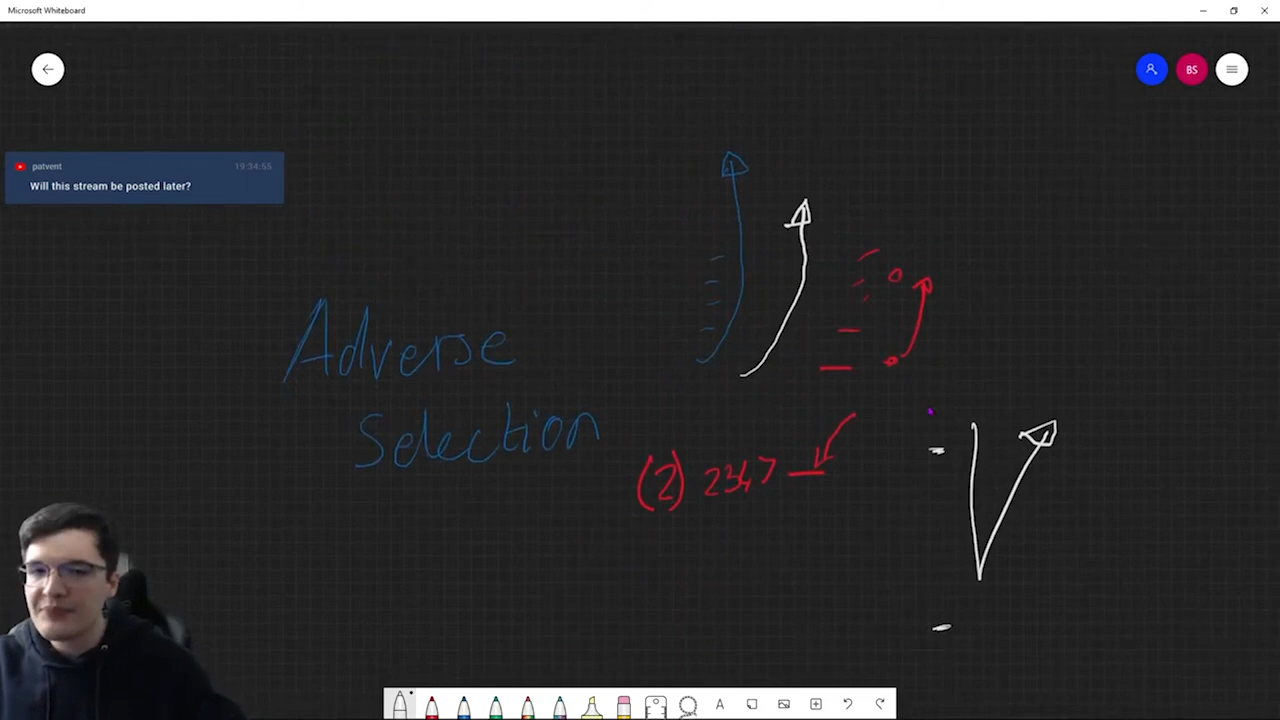 Microsoft Whiteboard
BS
patvent 19:34:55
Will this stream be posted later?
Adverse
Selection
(2) 2347
A